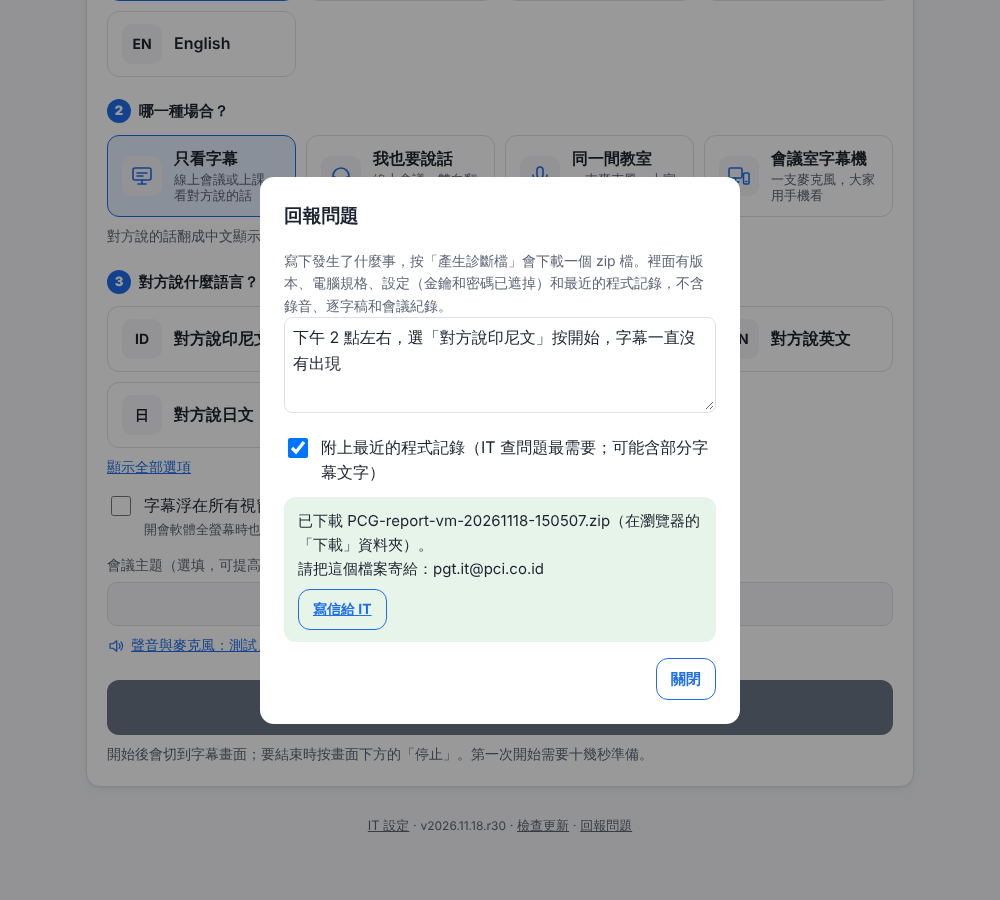 EN English
2 哪一種場合？
只看字幕
線上會議或上課
看對方說的話
我也要說話
同一間教室
會議室字幕機
一支麥克風，大家
用手機看
對方說的話翻成中文顯示
3 對方說什麼語言？
ID 對方說印尼文
對方說英文
日 對方說日文
顯示全部選項
字幕浮在所有視窗
開會軟體全螢幕時也
會議主題（選填，可提高
聲音與麥克風：測試
開始後會切到字幕畫面；要結束時按畫面下方的「停止」。第一次開始需要十幾秒準備。
IT 設定 · v2026.11.18.r30 · 檢查更新 · 回報問題
回報問題
寫下發生了什麼事，按「產生診斷檔」會下載一個 zip 檔。裡面有版
本、電腦規格、設定（金鑰和密碼已遮掉）和最近的程式記錄，不含
錄音、逐字稿和會議紀錄。
下午 2 點左右，選「對方說印尼文」按開始，字幕一直沒
有出現
附上最近的程式記錄（IT 查問題最需要；可能含部分字
幕文字）
已下載 PCG-report-vm-20261118-150507.zip（在瀏覽器的
「下載」資料夾）。
請把這個檔案寄給：pgt.it@pci.co.id
寫信給 IT
關閉